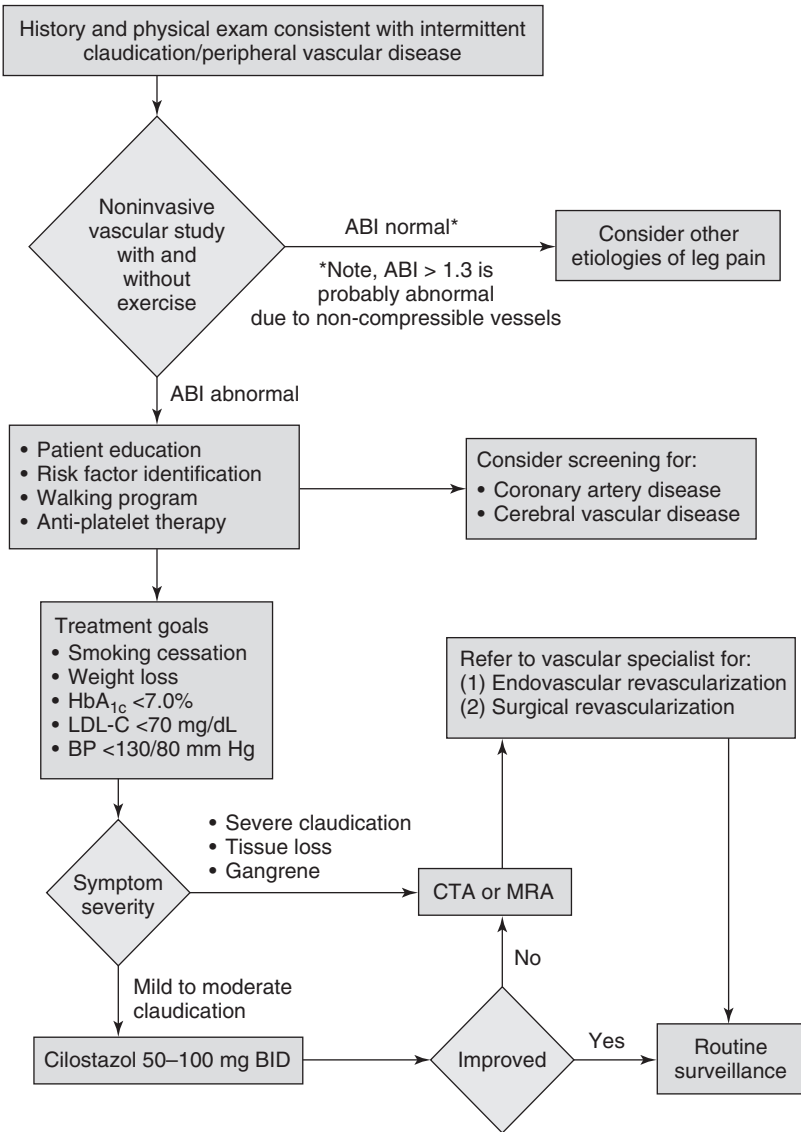 History and physical exam consistent with intermittent
claudication/peripheral vascular disease
Noninvasive
vascular study
with and
without
exercise
ABI normal*
*Note, ABI > 1.3 is
probably abnormal
due to non-compressible vessels
Consider other
etiologies of leg pain
ABI abnormal
• Patient education
• Risk factor identification
• Walking program
• Anti-platelet therapy
Consider screening for:
• Coronary artery disease
• Cerebral vascular disease
Treatment goals
• Smoking cessation
• Weight loss
• HbA1c <7.0%
• LDL-C <70 mg/dL
• BP <130/80 mm Hg
Refer to vascular specialist for:
(1) Endovascular revascularization
(2) Surgical revascularization
Symptom
severity
• Severe claudication
• Tissue loss
• Gangrene
CTA or MRA
No
Mild to moderate
claudication
Cilostazol 50–100 mg BID
Improved
Yes
Routine
surveillance